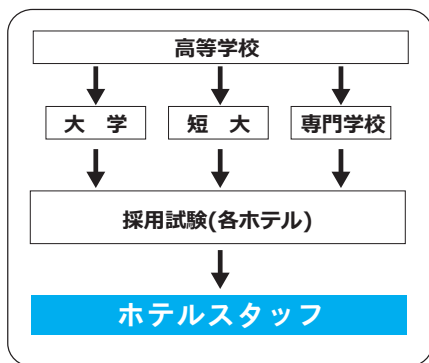 高等学校
大　学
短　大
専門学校
採用試験(各ホテル)
ホテルスタッフ